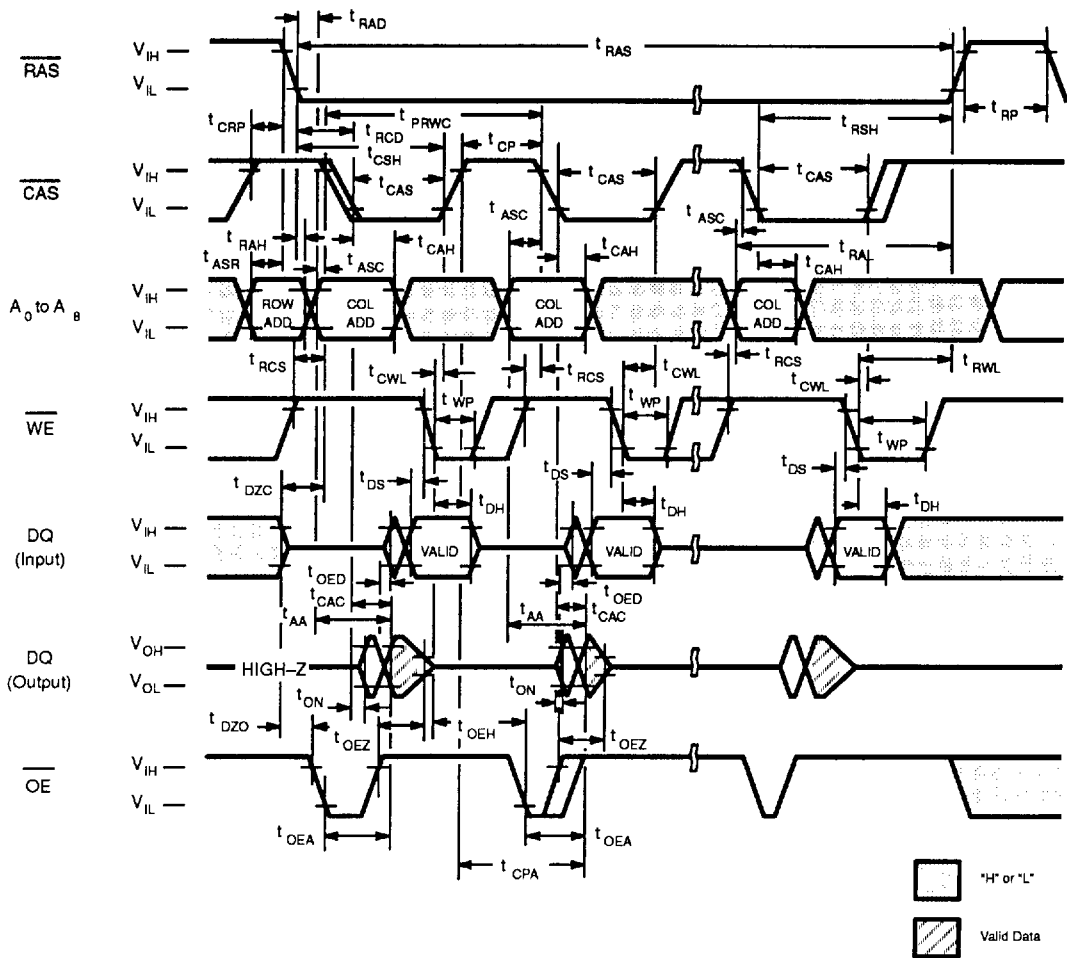 t RAD
RAS
V IH
V IL
t RAS
t CRP
t PRWC
t RCD
t RSH
t RP
t CSH
t CP
CAS
V IH
V IL
t CAS
t CAS
t CAS
t RAH
t ASC
t ASC
t ASR
t ASC
t CAH
t CAH
t RAL
t CAH
A0 to A8
V IH
V IL
ROW ADD
COL ADD
COL ADD
COL ADD
t RCS
t CWL
t RCS
t CWL
t RCS
t CWL
t RWL
WE
V IH
V IL
t WP
t WP
t WP
t DZC
t DS
t DH
t DS
t DH
t DS
t DH
DQ
(Input)
V IH
V IL
VALID
VALID
VALID
t OED
t CAC
t AA
t OED
t AA
t CAC
DQ
(Output)
V OH
V OL
HIGH–Z
t ON
t ON
t DZO
t OEZ
t OEH
t OEZ
OE
V IH
V IL
t OEA
t OEA
t CPA
"H" or "L"
Valid Data